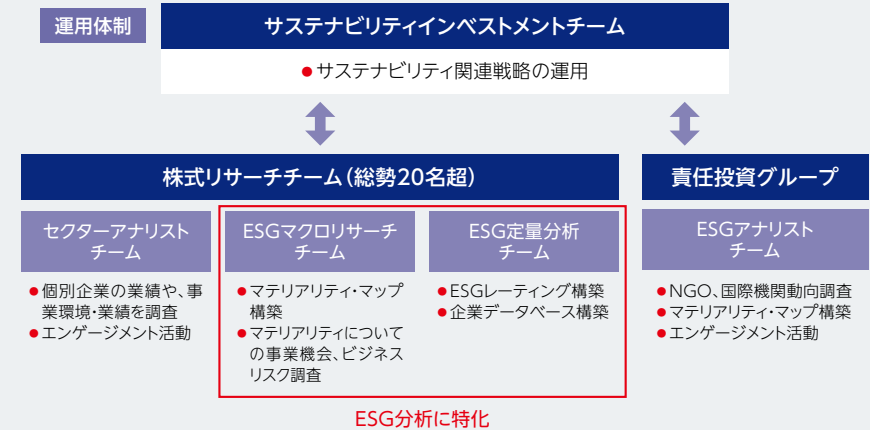 運用体制
サステナビリティインベストメントチーム
●サステナビリティ関連戦略の運用
株式リサーチチーム（総勢20名超）
責任投資グループ
セクターアナリスト
チーム
●個別企業の業績や、事
業環境・業績を調査
●エンゲージメント活動
ESGマクロリサーチ
チーム
●マテリアリティ・マップ
構築
●マテリアリティについて
の事業機会、ビジネス
リスク調査
ESG定量分析
チーム
●ESGレーティング構築
●企業データベース構築
ESGアナリスト
チーム
●NGO、国際機関動向調査
●マテリアリティ・マップ構築
●エンゲージメント活動
ESG分析に特化